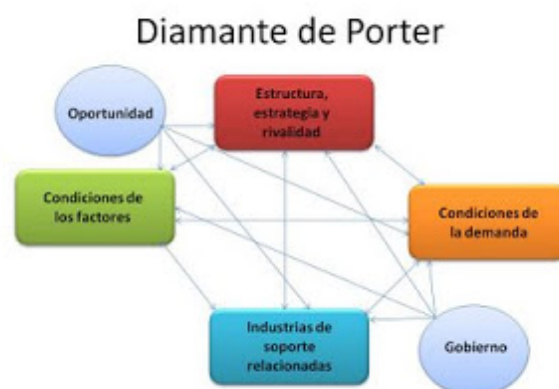 Diamante de Porter
Oportunidad
Estructura,
estrategia y
rivalidad
Condiciones de
los factores
Condiciones de
la demanda
Industrias de
soporte
relacionadas
Gobierno